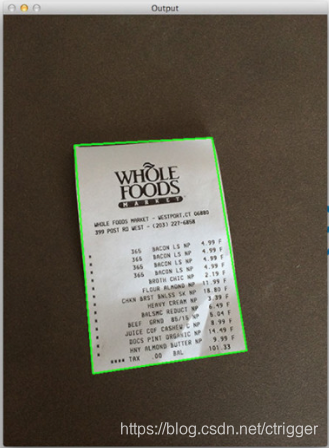 Output
WHOLE
FOODS
MARKET
WHOLE FOODS MARKET - WESTPORT,CT 06880
399 POST RD WEST - (203) 227-6858
365 BACON LS NP 4.99 F
365 BACON LS NP 4.99 F
365 BACON LS NP 4.99 F
365 BACON LS NP 4.99 F
BROTH CHIC NP 2.19 F
FLOUR ALMOND NP 11.99 F
CHKN BRST BNLSS SK NP 18.80 F
HEAVY CREAM NP 3.39 F
BALSMC REDUCT NP 6.49 F
BEEF GRND 85/15 NP 5.04 F
JUICE COF CASHEW C NP 8.99 F
DOCS PINT ORGANIC NP 14.49 F
HNY ALMOND BUTTER NP 9.99 F
**** TAX .00 BAL 101.33
https://blog.csdn.net/ctrigger